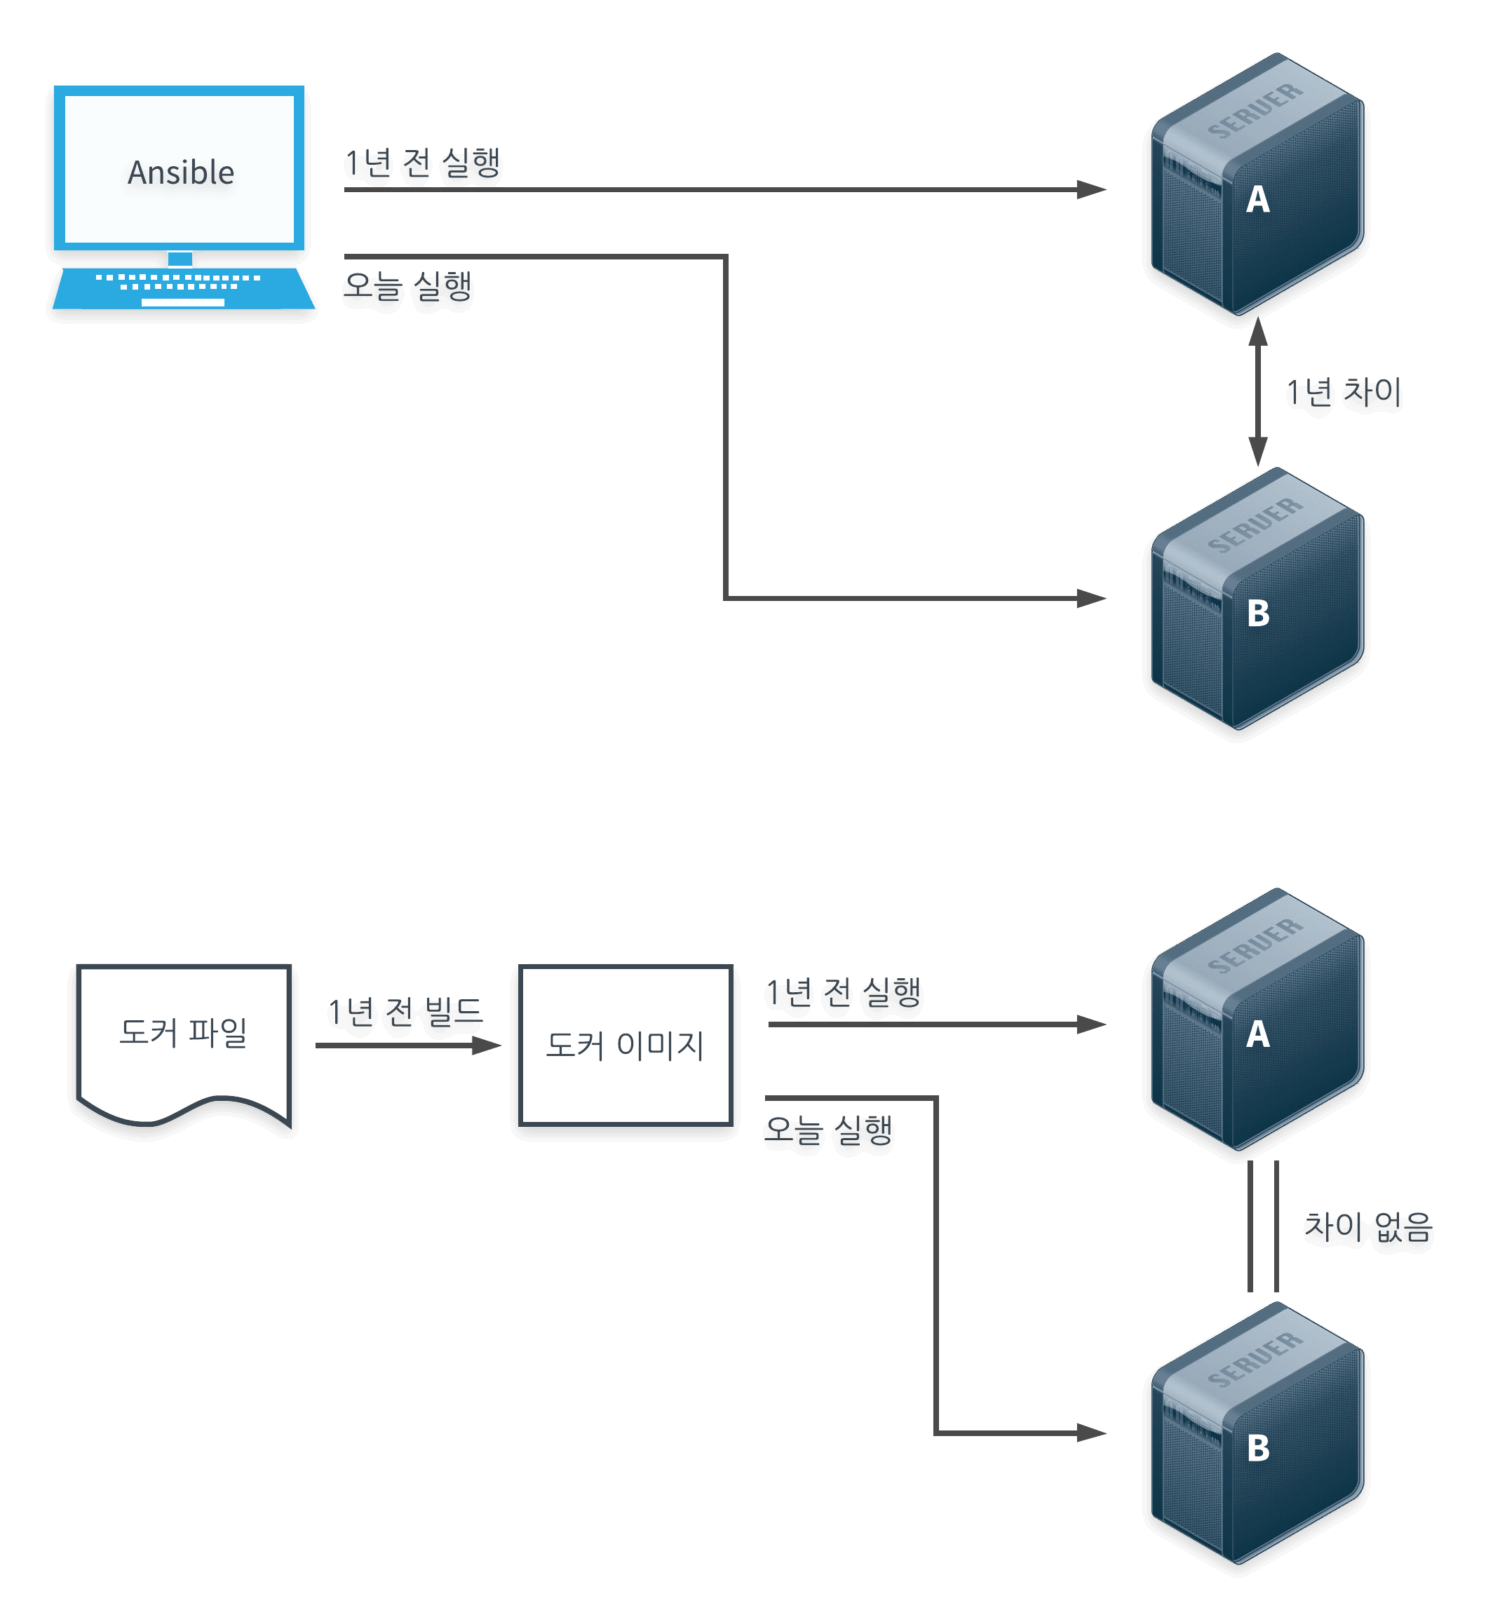 Ansible
1년 전 실행
오늘 실행
SERVER
A
1년 차이
SERVER
B
도커 파일
1년 전 빌드
도커 이미지
1년 전 실행
오늘 실행
SERVER
A
차이 없음
SERVER
B